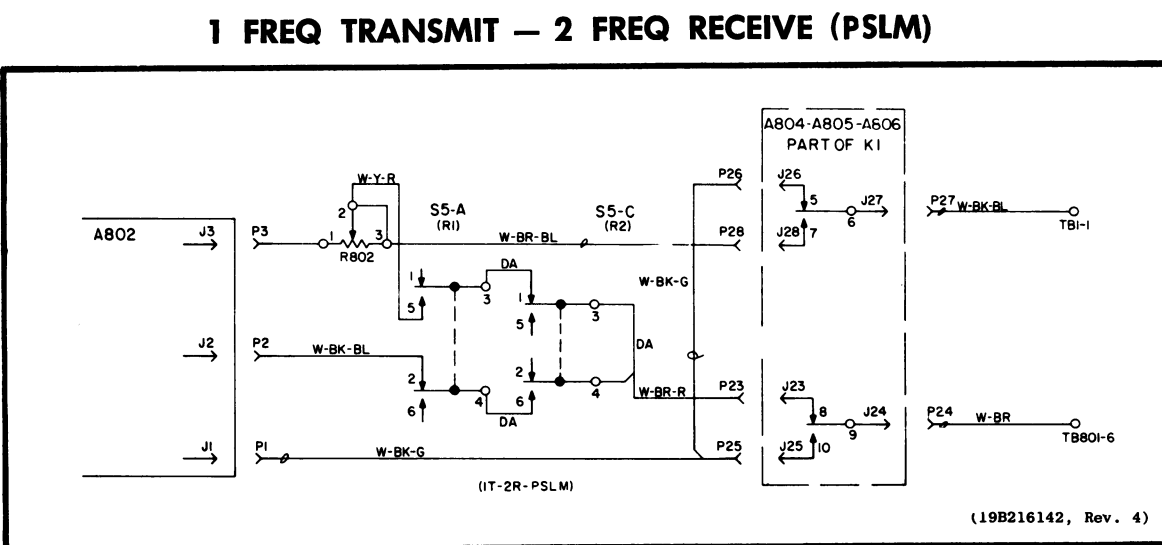 1 FREQ TRANSMIT — 2 FREQ RECEIVE (PSLM)
A804-A805-A806
PART OF K1
W-Y-R
P26
J26
2
S5-A
(R1)
S5-C
(R2)
5
J27
P27
W-BK-BL
A802
J3
P3
1
3
R802
W-BR-BL
P28
J28
7
6
TB1-1
DA
W-BK-G
1
3
5
1
3
5
J2
P2
W-BK-BL
DA
2
2
6
4
6
4
DA
W-BR-R
P23
J23
8
J24
P24
W-BR
9
TB801-6
J1
P1
W-BK-G
P25
J25
10
(1T-2R-PSLM)
(19B216142, Rev. 4)